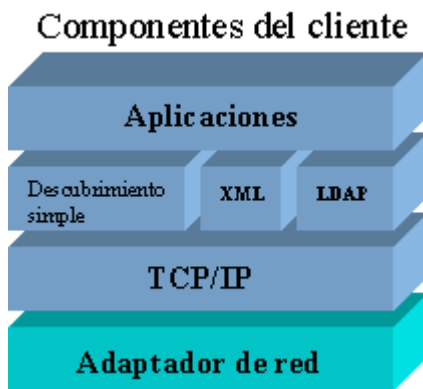 Componentes del cliente
Aplicaciones
Descubrimiento
simple
XML
LDAP
TCP/IP
Adaptador de red